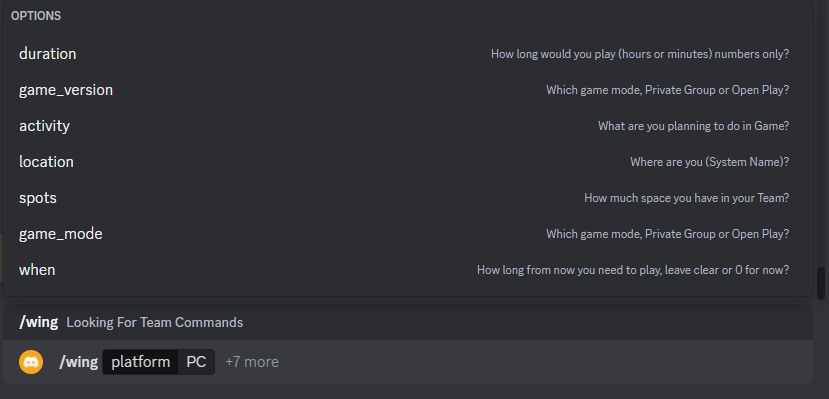 OPTIONS
duration How long would you play (hours or minutes) numbers only?
game_version Which game mode, Private Group or Open Play?
activity What are you planning to do in Game?
location Where are you (System Name)?
spots How much space you have in your Team?
game_mode Which game mode, Private Group or Open Play?
when How long from now you need to play, leave clear or 0 for now?
/wing Looking For Team Commands
/wing platform PC +7 more